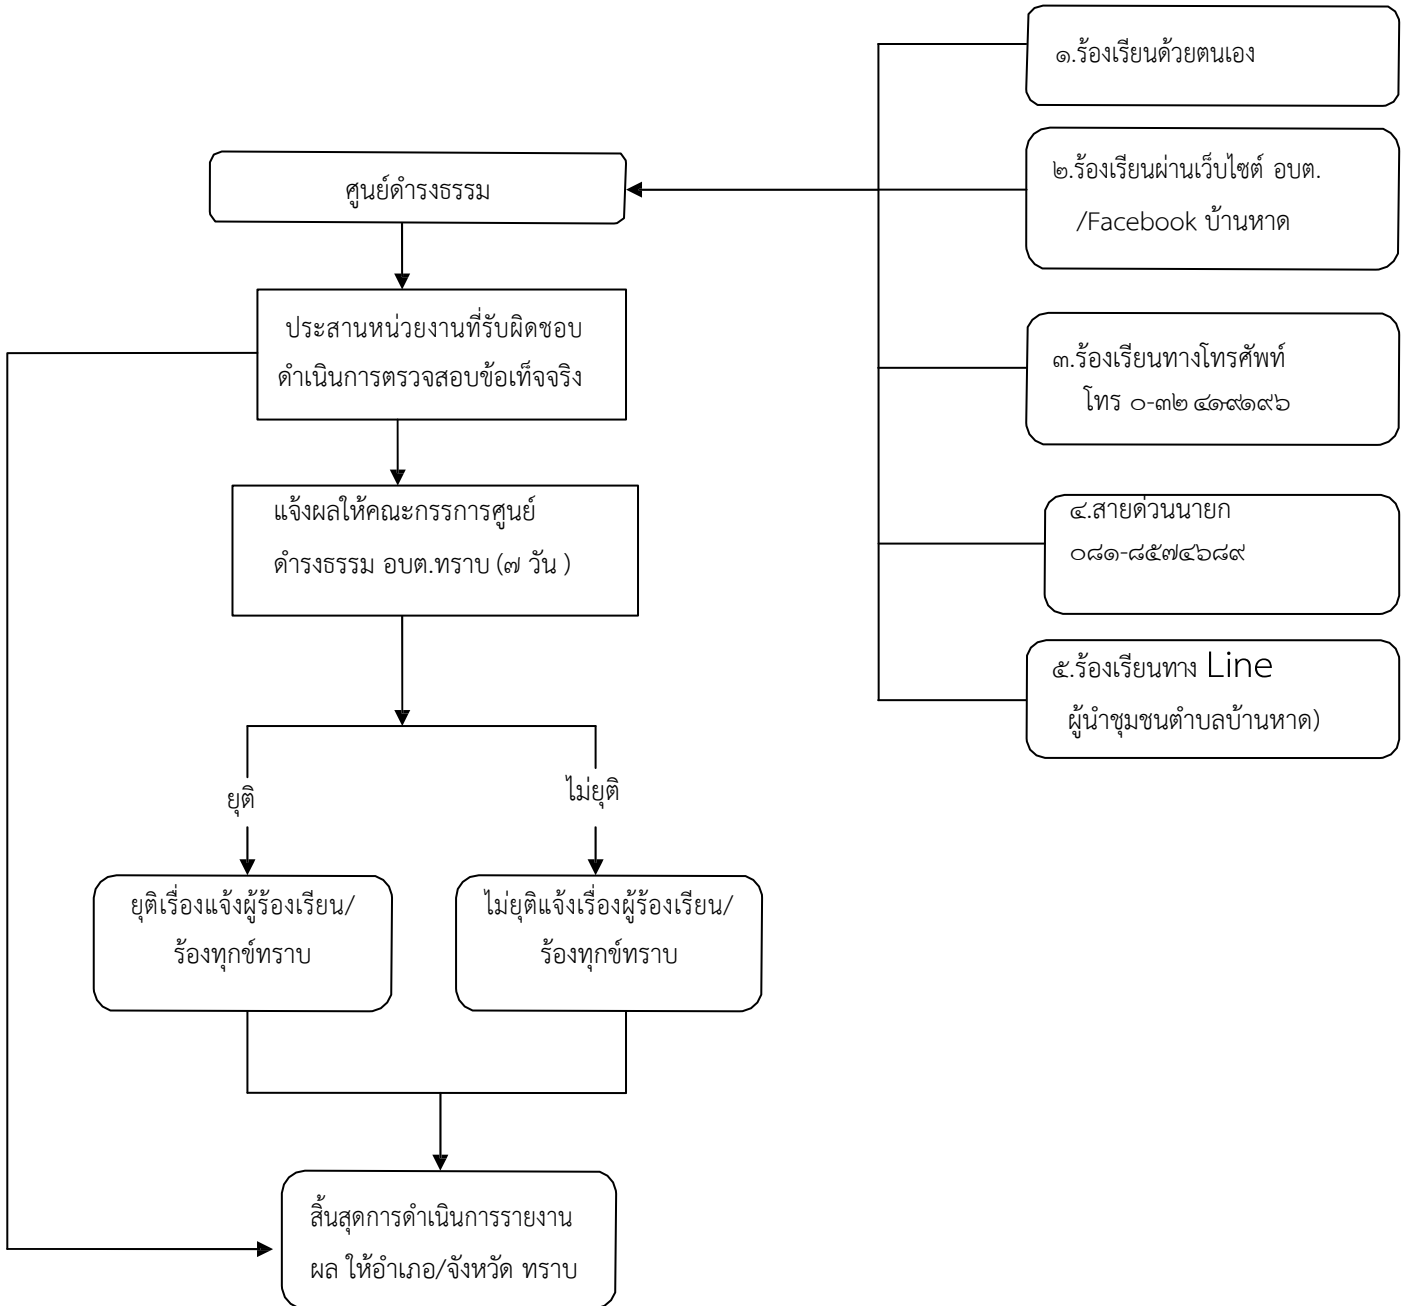 ๑.ร้องเรียนด้วยตนเอง
๒.ร้องเรียนผ่านเว็บไซต์ อบต.
/Facebook บ้านหาด
ศูนย์ดำรงธรรม
ประสานหน่วยงานที่รับผิดชอบ
ดำเนินการตรวจสอบข้อเท็จจริง
๓.ร้องเรียนทางโทรศัพท์
โทร ๐-๓๒ ๔๑๙๑๙๖
แจ้งผลให้คณะกรรการศูนย์
ดำรงธรรม อบต.ทราบ (๗ วัน )
๔.สายด่วนนายก
๐๘๑-๘๕๗๔๖๘๙
๕.ร้องเรียนทาง Line
ผู้นำชุมชนตำบลบ้านหาด)
ยุติ
ไม่ยุติ
ยุติเรื่องแจ้งผู้ร้องเรียน/
ร้องทุกข์ทราบ
ไม่ยุติแจ้งเรื่องผู้ร้องเรียน/
ร้องทุกข์ทราบ
สิ้นสุดการดำเนินการรายงาน
ผล ให้อำเภอ/จังหวัด ทราบ